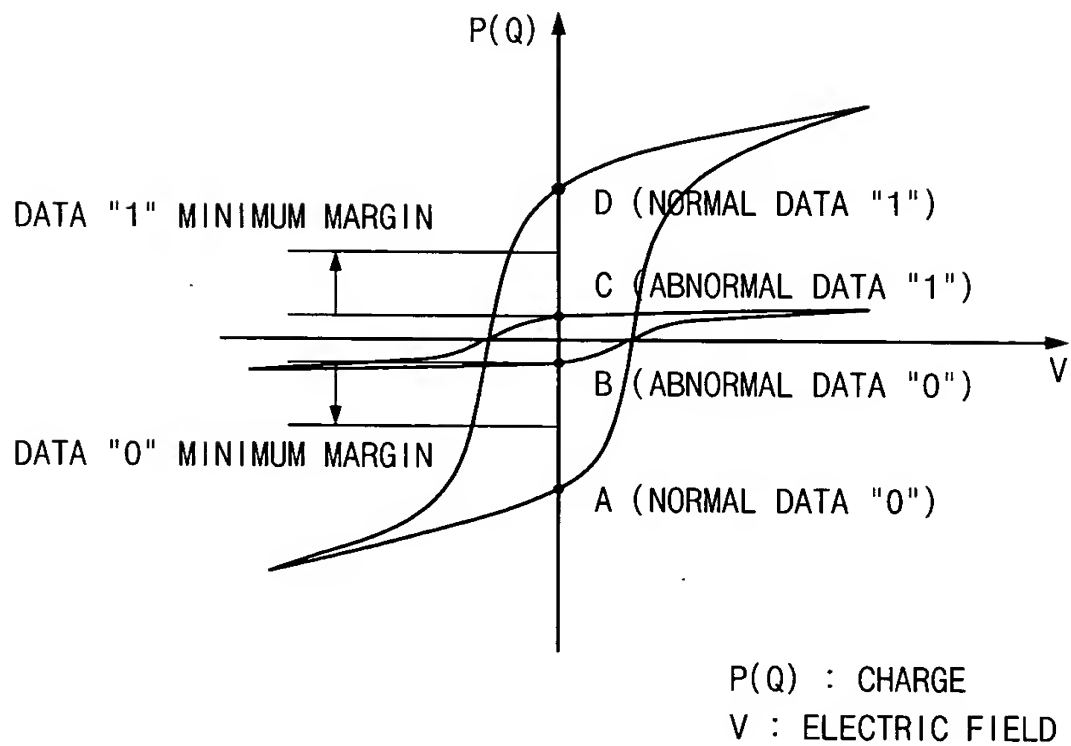 P(Q)
D (NORMAL DATA "1")
DATA "1" MINIMUM MARGIN
C (ABNORMAL DATA "1")
V
B (ABNORMAL DATA "0")
DATA "0" MINIMUM MARGIN
A (NORMAL DATA "0")
P(Q) : CHARGE
V : ELECTRIC FIELD